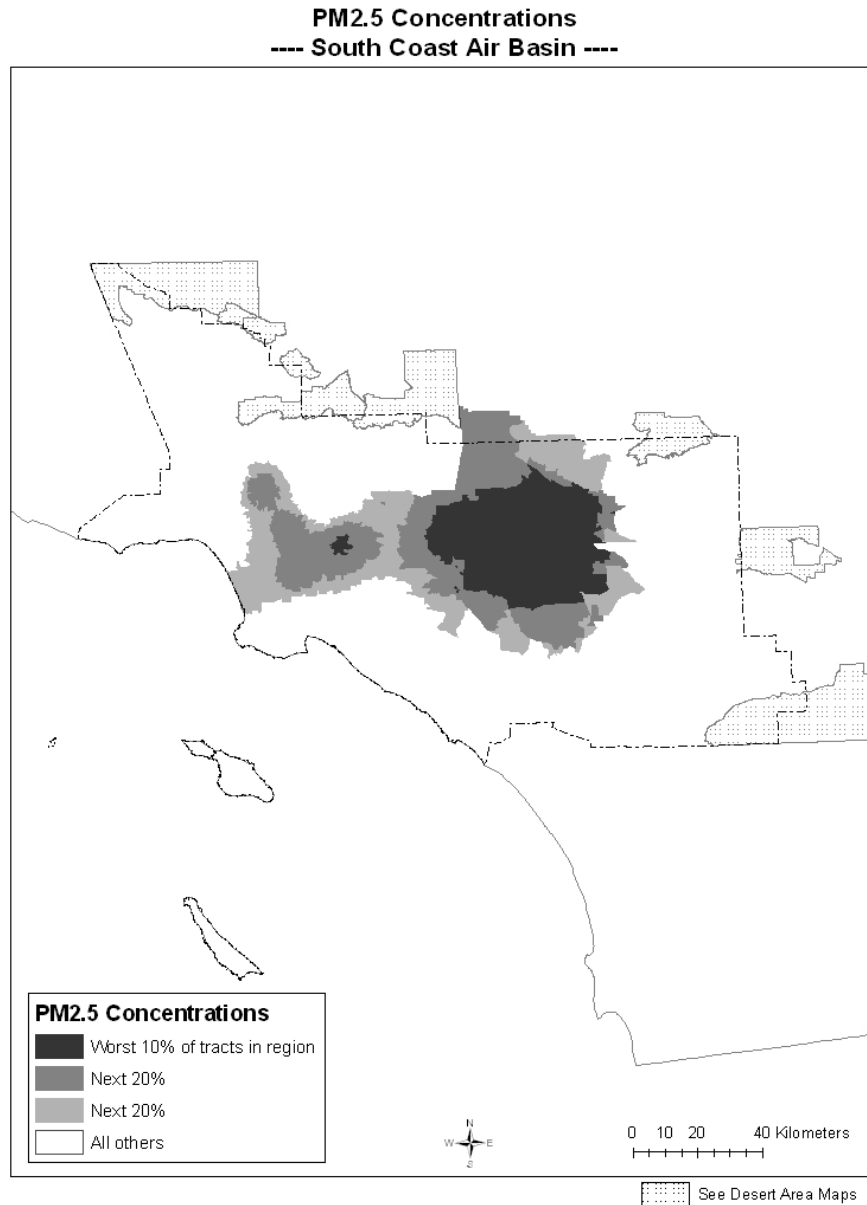 PM2.5 Concentrations
---- South Coast Air Basin ----
PM2.5 Concentrations
Worst 10% of tracts in region
Next 20%
Next 20%
All others
N
W E
S
0 10 20 40 Kilometers
See Desert Area Maps